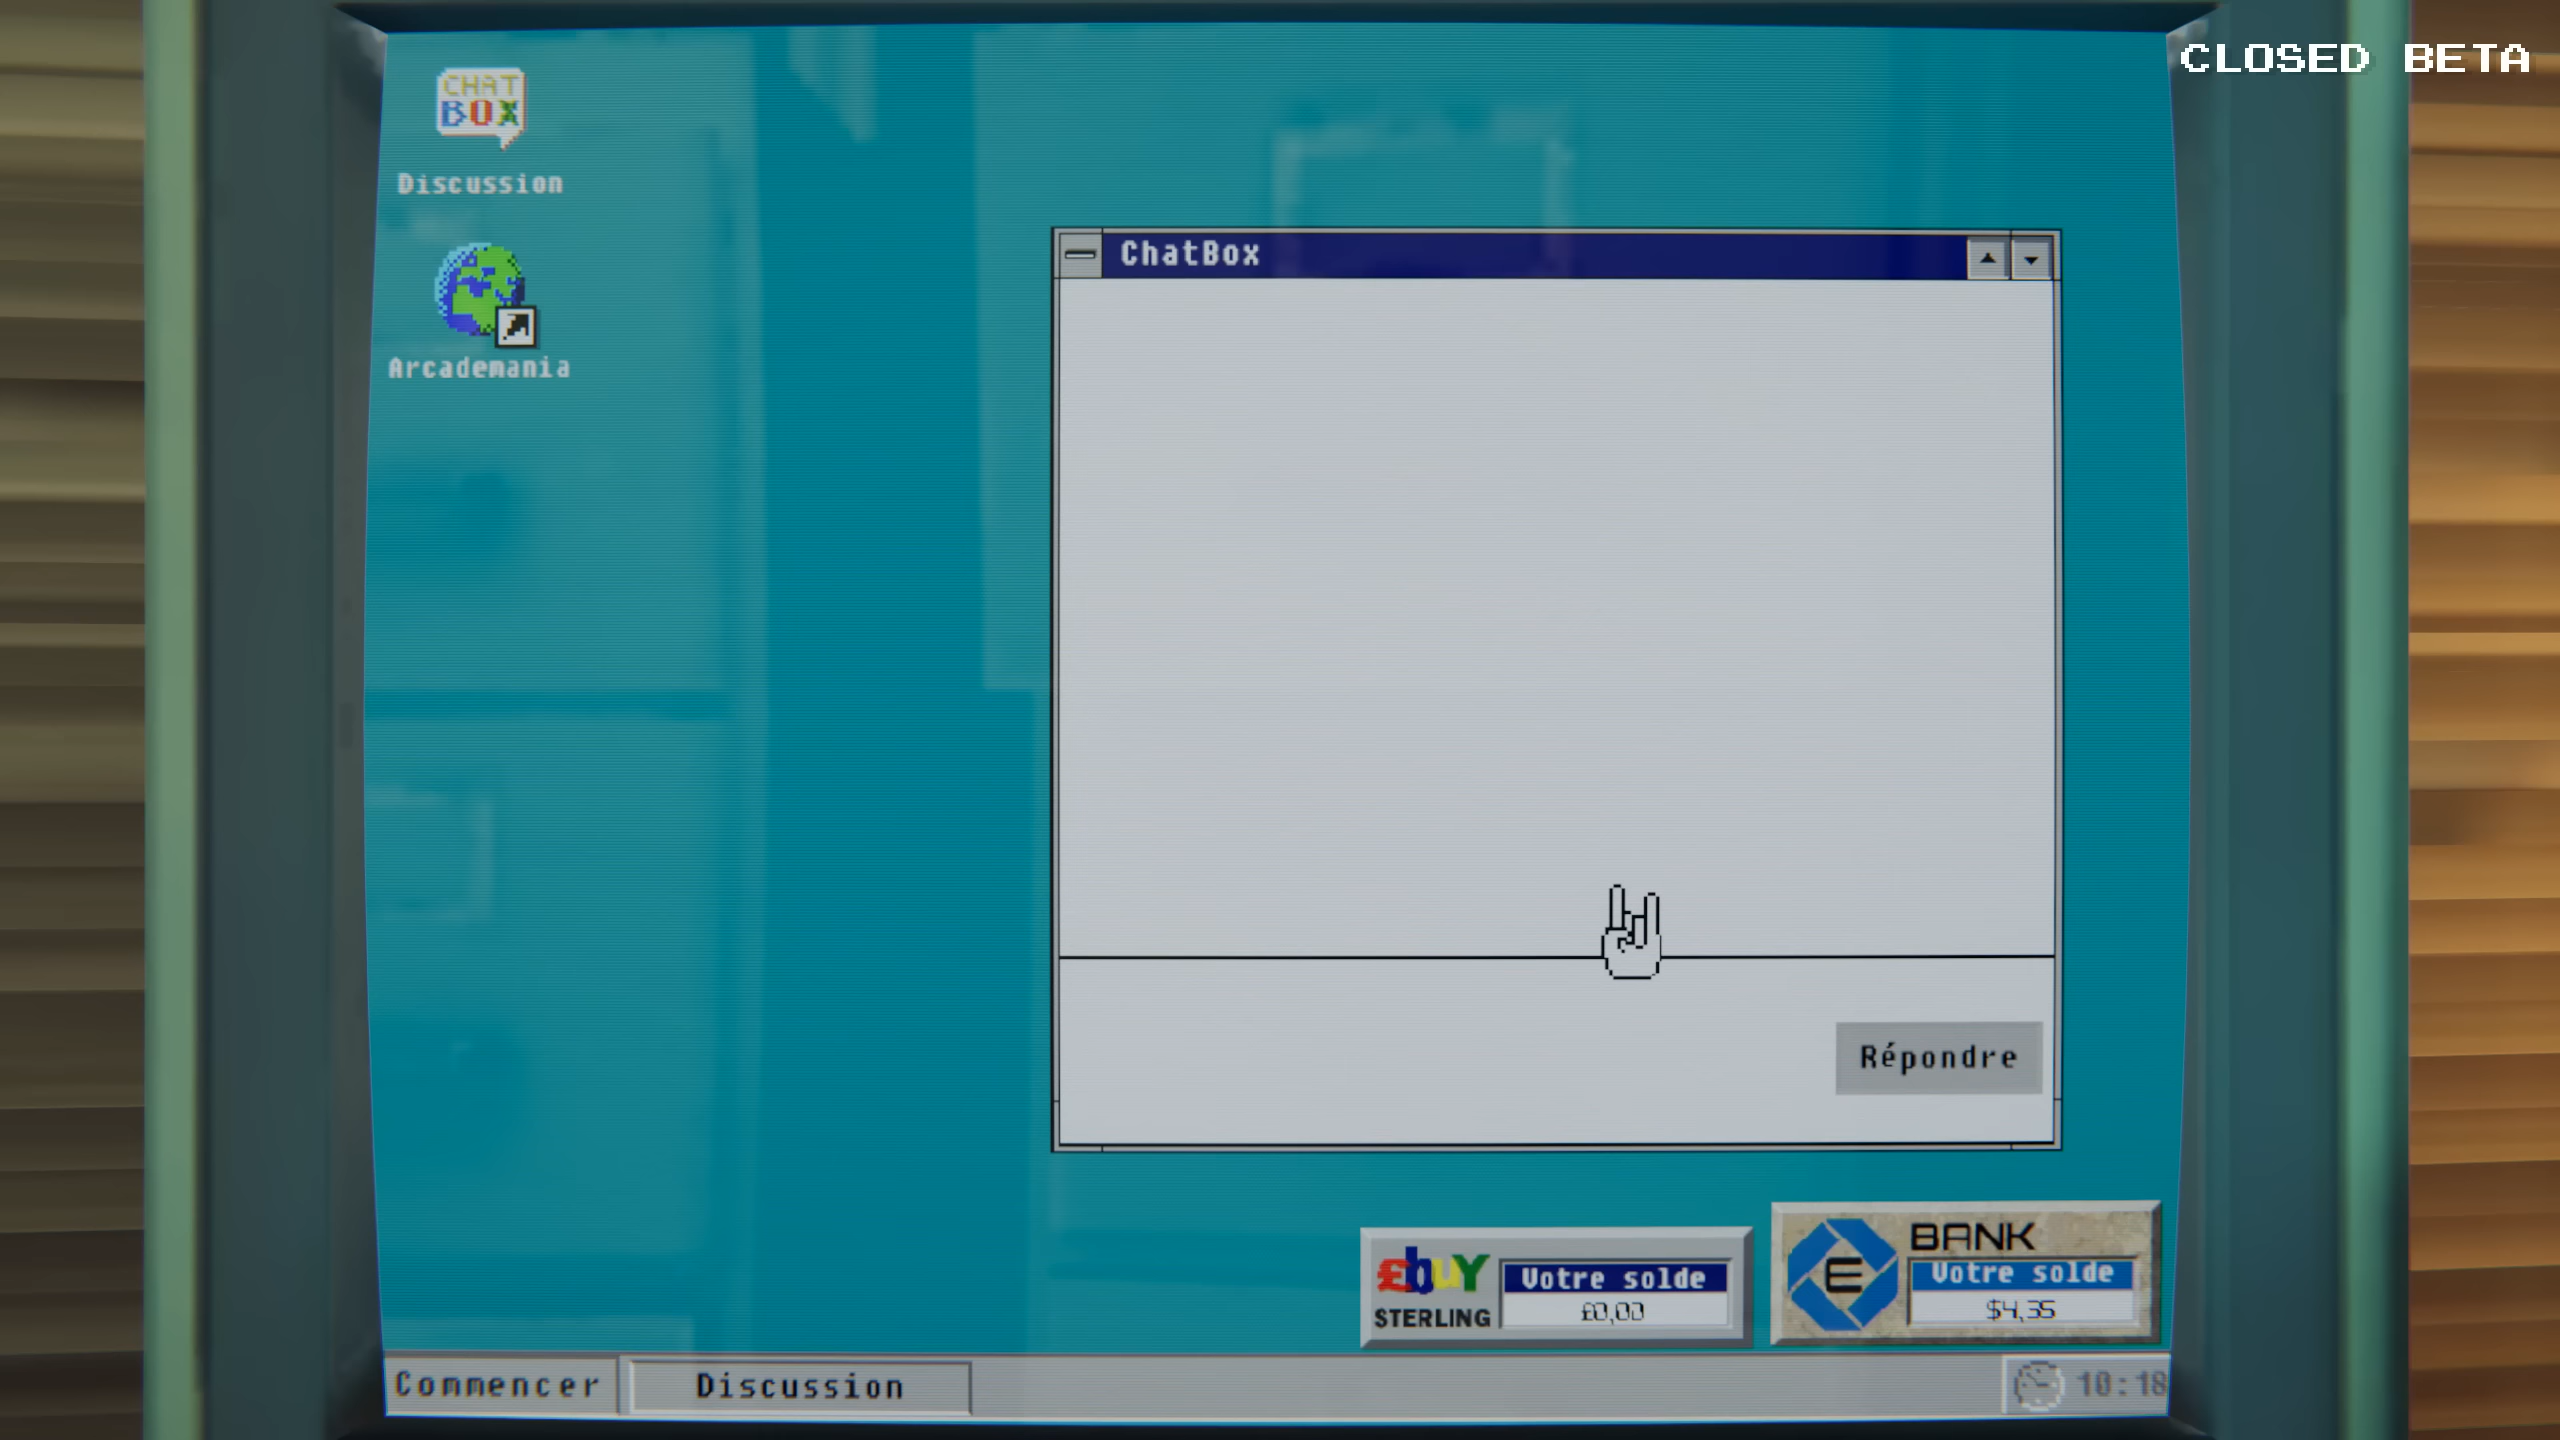 CLOSED BETA
CHAT
BOX
Discussion
Arcademania
ChatBox
Répondre
£buY
STERLING
Votre solde
£0,00
E
BANK
Votre solde
$4,35
Commencer
Discussion
10:18